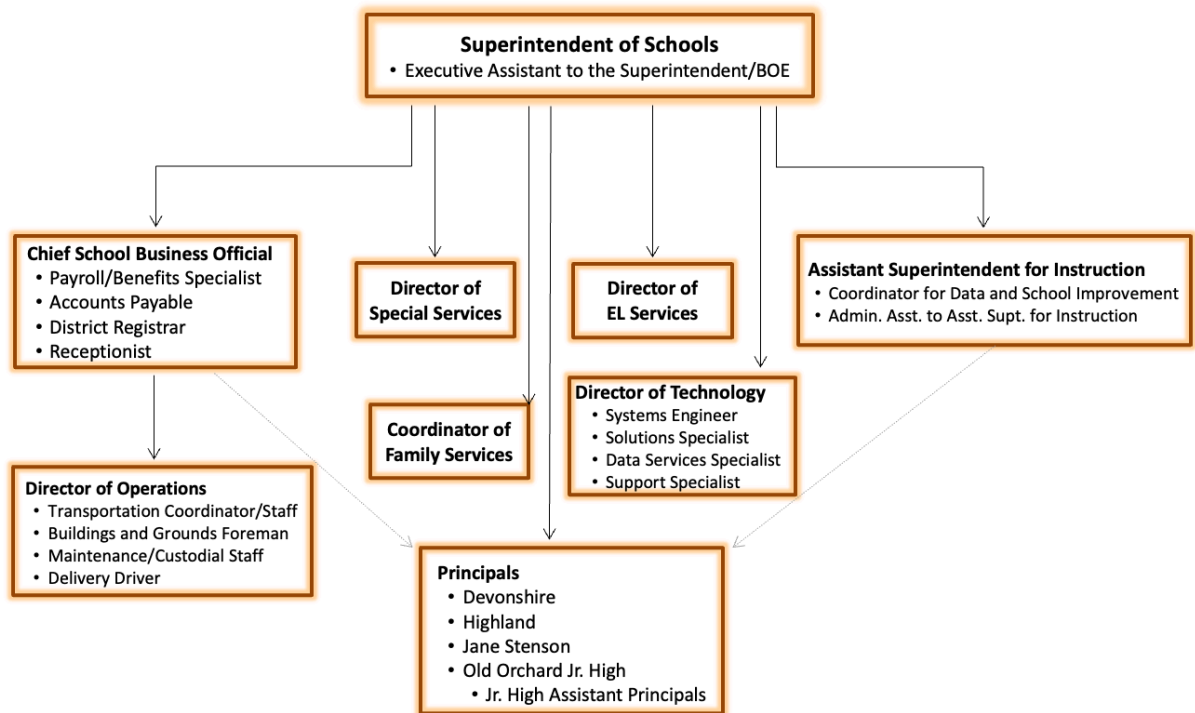 Superintendent of Schools
• Executive Assistant to the Superintendent/BOE
Chief School Business Official
• Payroll/Benefits Specialist
• Accounts Payable
• District Registrar
• Receptionist
Director of
Special Services
Director of
EL Services
Assistant Superintendent for Instruction
• Coordinator for Data and School Improvement
• Admin. Asst. to Asst. Supt. for Instruction
Coordinator of
Family Services
Director of Technology
• Systems Engineer
• Solutions Specialist
• Data Services Specialist
• Support Specialist
Director of Operations
• Transportation Coordinator/Staff
• Buildings and Grounds Foreman
• Maintenance/Custodial Staff
• Delivery Driver
Principals
• Devonshire
• Highland
• Jane Stenson
• Old Orchard Jr. High
• Jr. High Assistant Principals